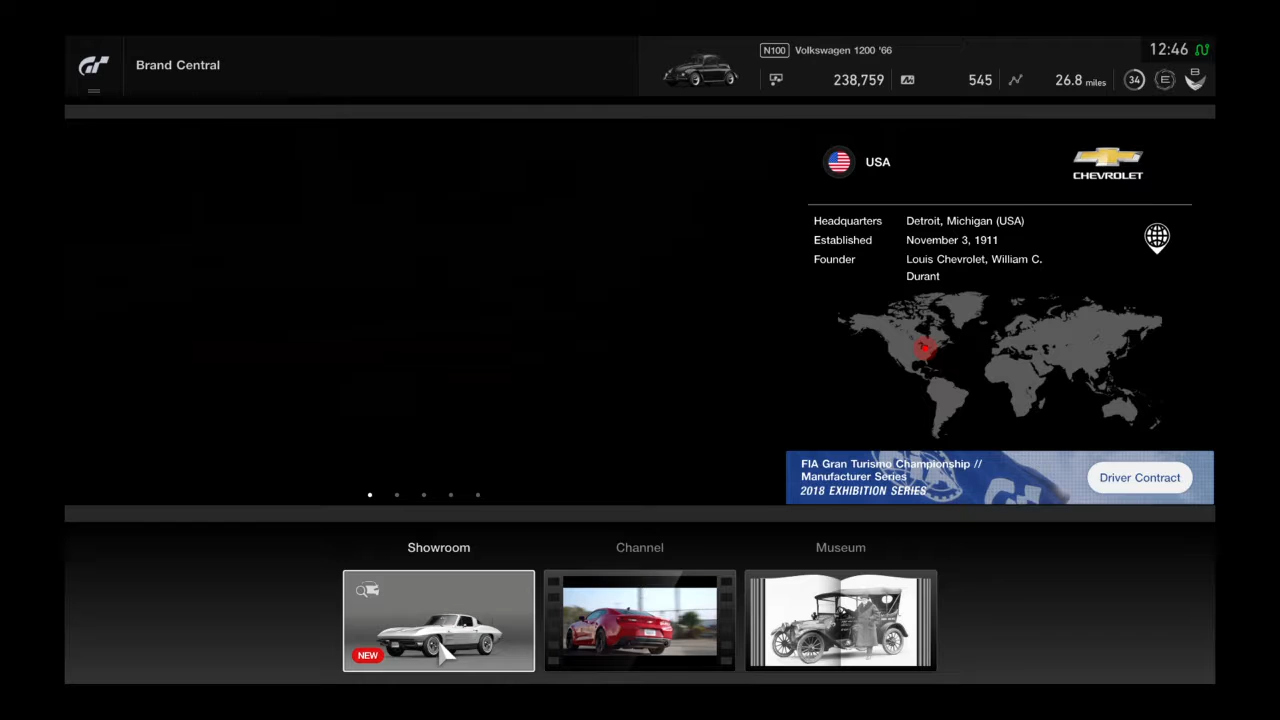 Brand Central
N100 Volkswagen 1200 '66
12:46
238,759
545
26.8 miles
34
E
B
USA
CHEVROLET
Headquarters Detroit, Michigan (USA)
Established November 3, 1911
Founder Louis Chevrolet, William C.
Durant
FIA Gran Turismo Championship //
Manufacturer Series
2018 EXHIBITION SERIES
Driver Contract
Showroom
Channel
Museum
NEW